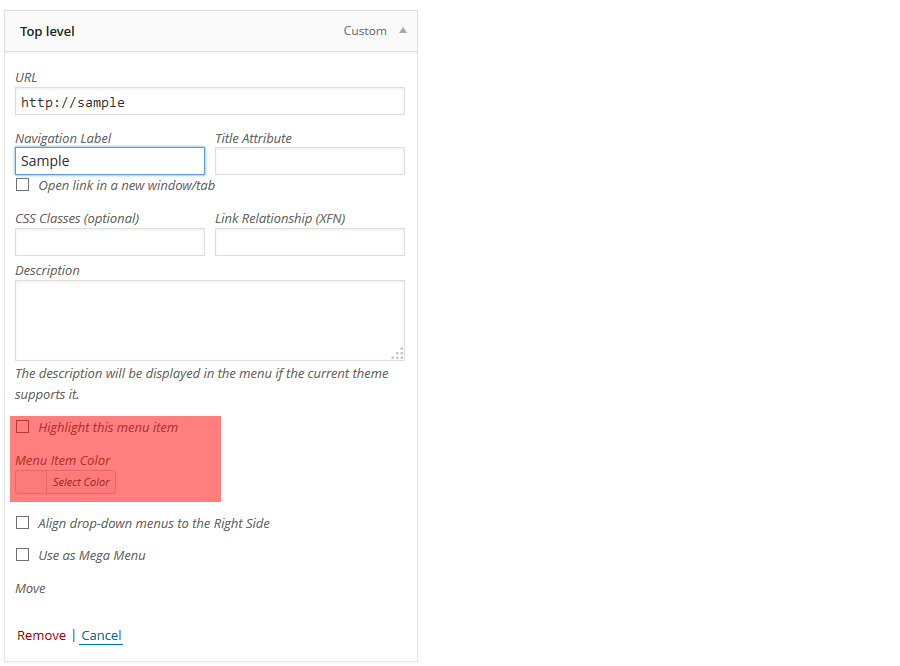 Top level Custom
URL
http://sample
Navigation Label Title Attribute
Sample
Open link in a new window/tab
CSS Classes (optional) Link Relationship (XFN)
Description
The description will be displayed in the menu if the current theme
supports it.
Highlight this menu item
Menu Item Color
Select Color
Align drop-down menus to the Right Side
Use as Mega Menu
Move
Remove | Cancel